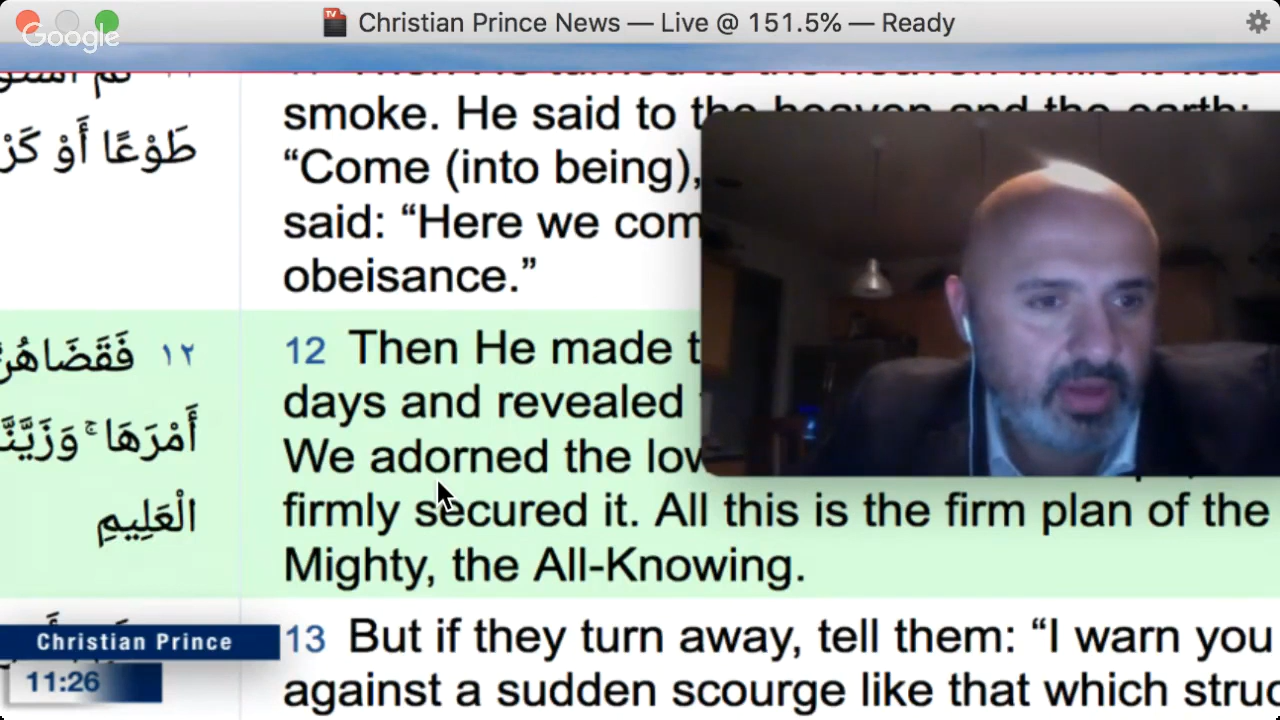 Christian Prince News — Live @ 151.5% — Ready
Google
smoke. He said to the heaven and the earth:
“Come (into being),
said: “Here we com
obeisance.”
طَوْعًا أَوْ كَرْ
12 Then He made t
days and revealed
We adorned the low
firmly secured it. All this is the firm plan of the
Mighty, the All-Knowing.
١٢ فَقَضَاهُنَّ
أَمْرَهَا ۚ وَزَيَّنَّ
الْعَلِيمِ
13 But if they turn away, tell them: “I warn you
against a sudden scourge like that which struc
Christian Prince
11:26